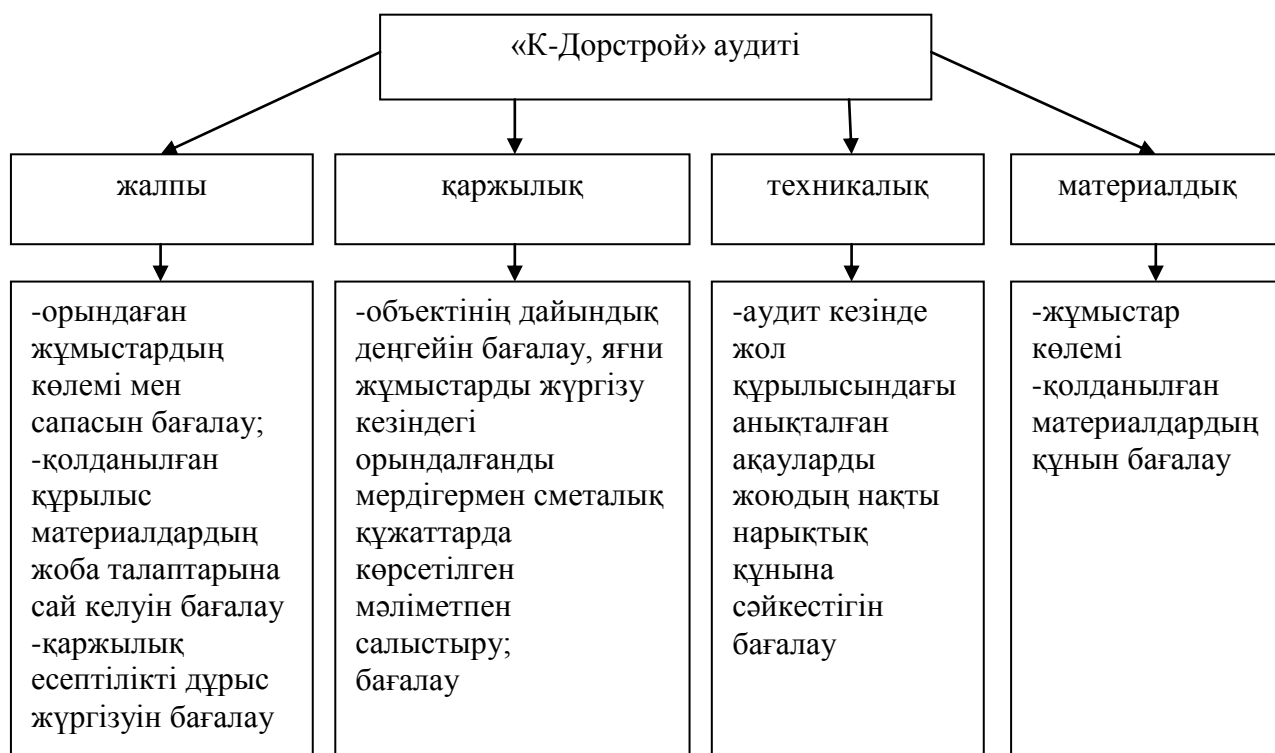 «К-Дорстрой» аудиті
жалпы
қаржылық
техникалық
материалдық
-орындаған
жұмыстардың
көлемі мен
сапасын бағалау;
-қолданылған
құрылыс
материалдардың
жоба талаптарына
сай келуін бағалау
-қаржылық
есептілікті дұрыс
жүргізуін бағалау
-объектінің дайындық
деңгейін бағалау, яғни
жұмыстарды жүргізу
кезіндегі
орындалғанды
мердігермен сметалық
құжаттарда
көрсетілген
мәліметпен
салыстыру;
бағалау
-аудит кезінде
жол
құрылысындағы
анықталған
ақауларды
жоюдың нақты
нарықтық
құнына
сәйкестігін
бағалау
-жұмыстар
көлемі
-қолданылған
материалдардың
құнын бағалау